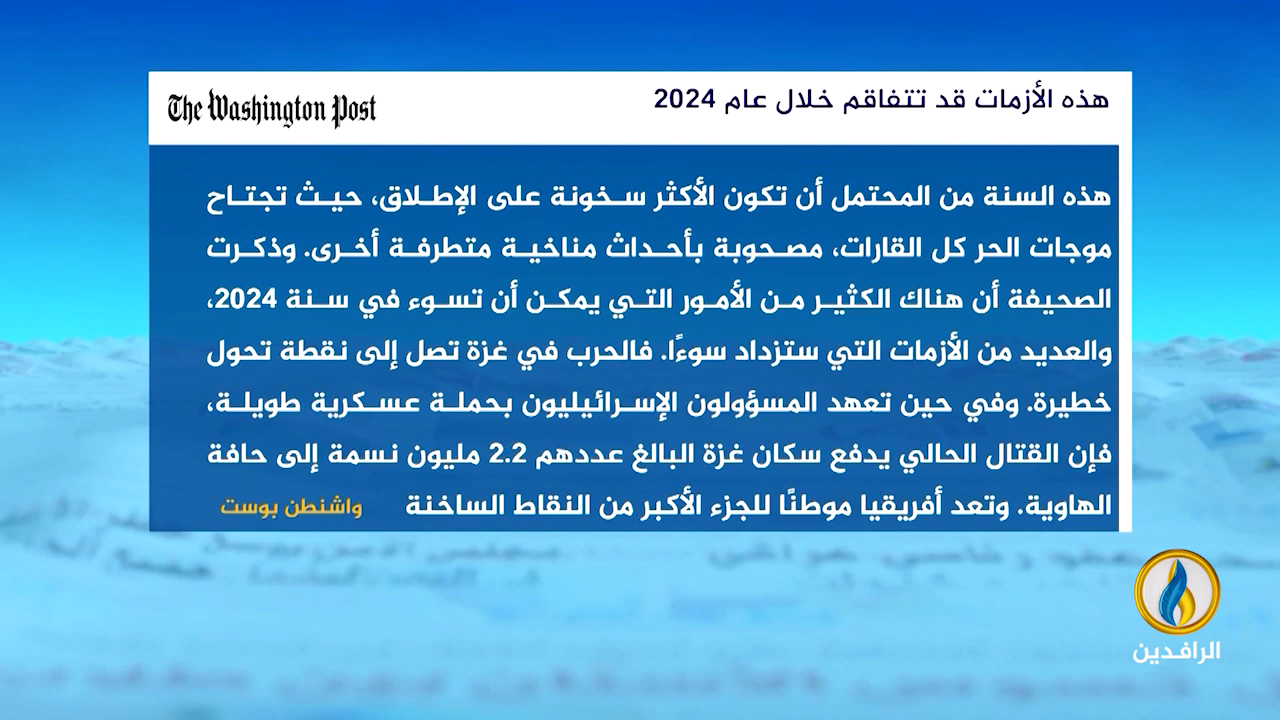 The Washington Post
هذه الأزمات قد تتفاقم خلال عام 2024
هذه السنة من المحتمل أن تكون الأكثر سخونة على الإطلاق، حيث تجتاح
موجات الحر كل القارات، مصحوبة بأحداث مناخية متطرفة أخرى. وذكرت
الصحيفة أن هناك الكثير من الأمور التي يمكن أن تسوء في سنة 2024،
والعديد من الأزمات التي ستزداد سوءًا. فالحرب في غزة تصل إلى نقطة تحول
خطيرة. وفي حين تعهد المسؤولون الإسرائيليون بحملة عسكرية طويلة،
فإن القتال الحالي يدفع سكان غزة البالغ عددهم 2.2 مليون نسمة إلى حافة
الهاوية. وتعد أفريقيا موطنًا للجزء الأكبر من النقاط الساخنة
واشنطن بوست
الرافدين